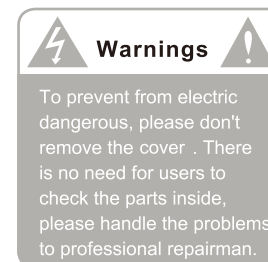 Warnings
To prevent from electric
dangerous, please don't
remove the cover . There
is no need for users to
check the parts inside,
please handle the problems
to professional repairman.